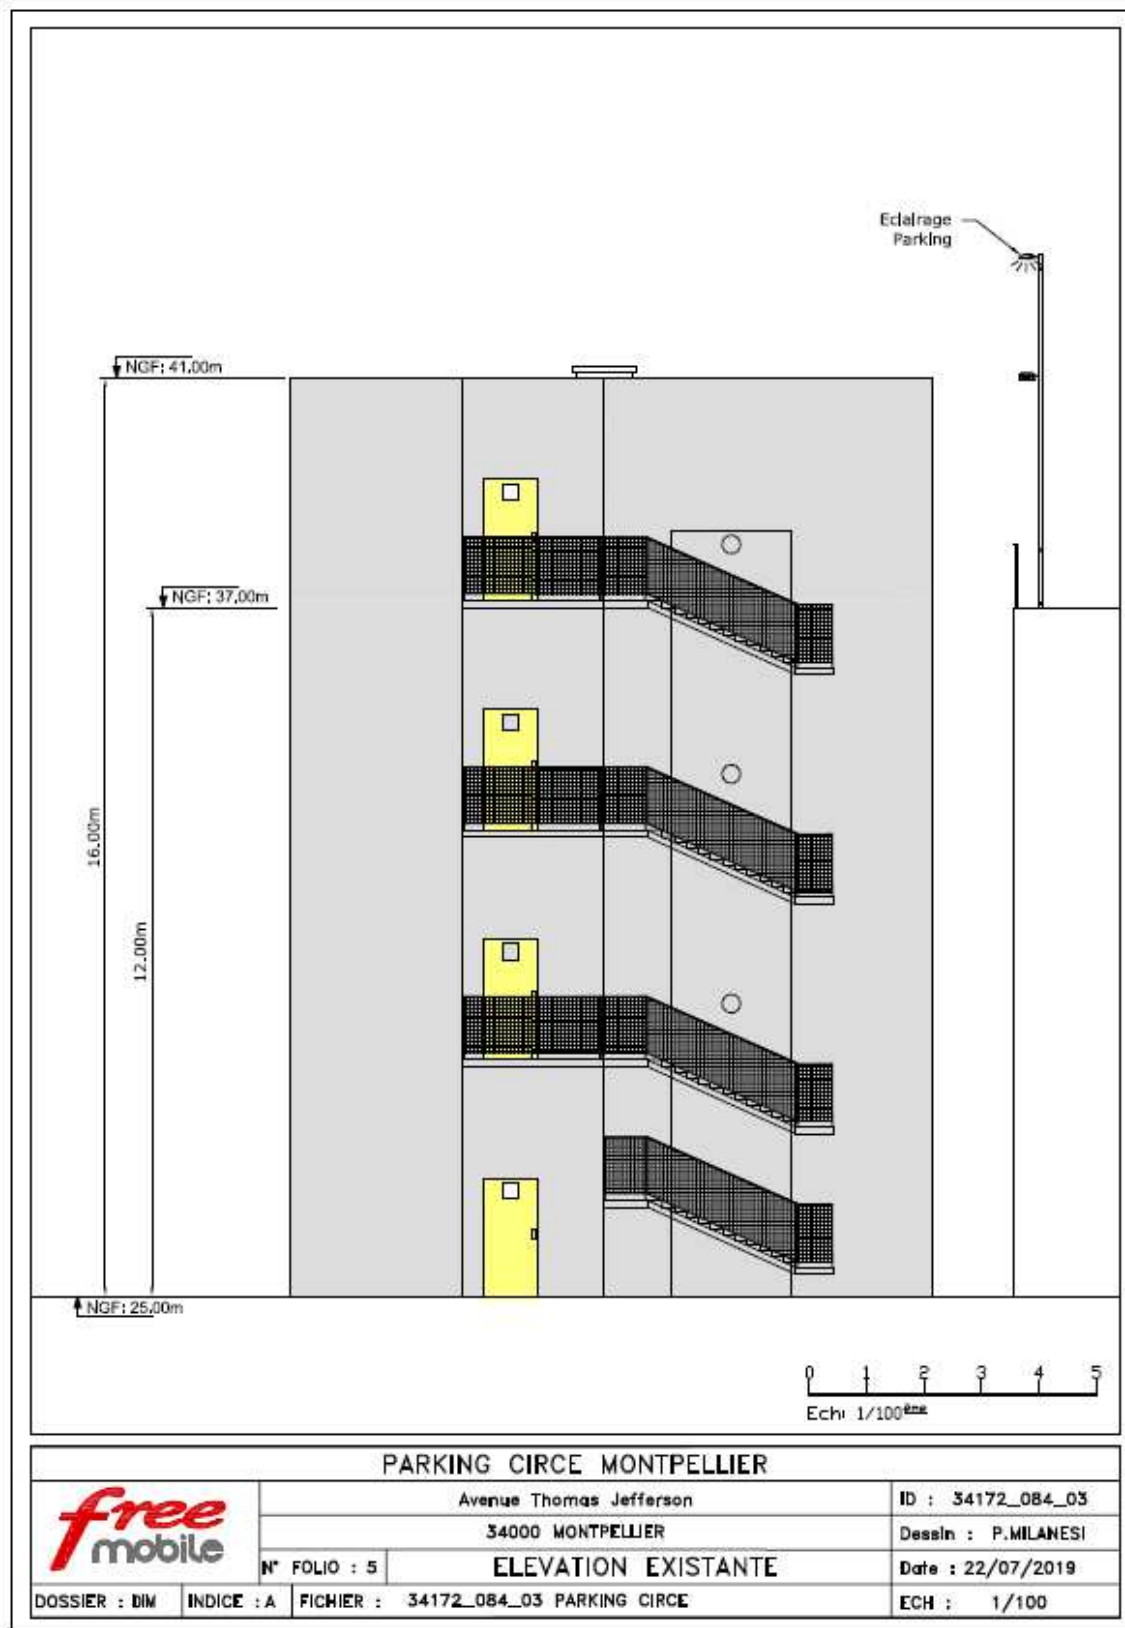 Eclairage
Parking
NGF: 41.00m
NGF: 37.00m
16.00m
12.00m
NGF: 25.00m
0 1 2 3 4 5
Ech: 1/100ème
PARKING CIRCE MONTPELLIER
free
mobile
Avenue Thomas Jefferson
ID : 34172_084_03
34000 MONTPELLIER
Dessin : P.MILANESI
N° FOLIO : 5
ELEVATION EXISTANTE
Date : 22/07/2019
DOSSIER : DIM
INDICE : A
FICHIER : 34172_084_03 PARKING CIRCE
ECH : 1/100